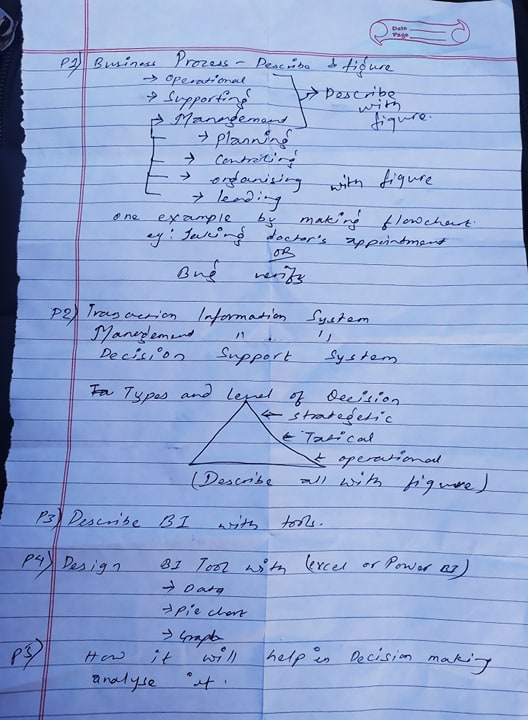 Date
Page
P1) Business Process - Describe & figure
→ Operational
→ Supporting
→ Management
→ Describe with figure.
→ planning
→ controlling
→ organising with figure
→ leading
one example by making flowchart.
eg: Taking doctor's appointment
OR
Bug verify
P2) Transaction Information System
Management " . ",
Decision Support System
Types and Level of Decision
← strategetic
← Tatical
← operational
(Describe all with figure)
P3) Describe BI with tools.
P4) Design BI Tool with (excel or Power BI)
→ Data
→ Pie chart
→ Graph
P5) How it will help in Decision making
analyse it.